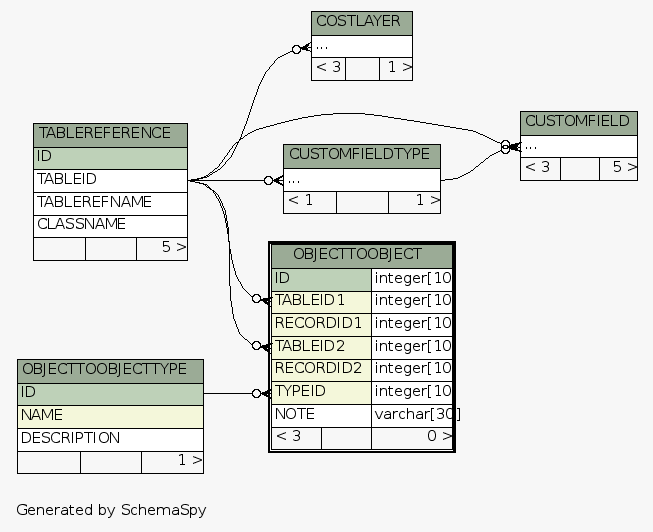 COSTLAYER
...
< 3 1 >
TABLEREFERENCE
ID
TABLEID
TABLEREFNAME
CLASSNAME
5 >
CUSTOMFIELD
...
< 3 5 >
CUSTOMFIELDTYPE
...
< 1 1 >
OBJECTTOOBJECT
ID integer[10
TABLEID1 integer[10
RECORDID1 integer[10
TABLEID2 integer[10
RECORDID2 integer[10
TYPEID integer[10
NOTE varchar[30]
< 3 0 >
OBJECTTOOBJECTTYPE
ID
NAME
DESCRIPTION
1 >
Generated by SchemaSpy